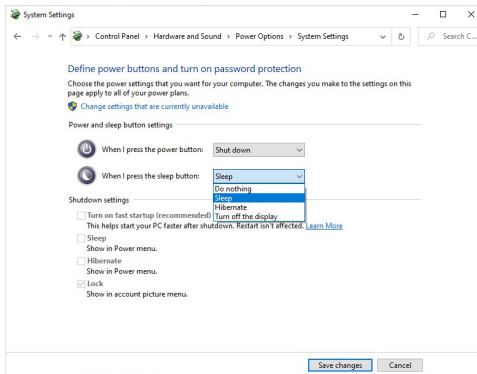 System Settings
Control Panel > Hardware and Sound > Power Options > System Settings
Search C...
Define power buttons and turn on password protection
Choose the power settings that you want for your computer. The changes you make to the settings on this
page apply to all of your power plans.
Change settings that are currently unavailable
Power and sleep button settings
When I press the power button: Shut down
When I press the sleep button: Sleep
Do nothing
Sleep
Hibernate
Turn off the display
Shutdown settings
Turn on fast startup (recommended)
This helps start your PC faster after shutdown. Restart isn't affected. Learn More
Sleep
Show in Power menu.
Hibernate
Show in Power menu.
Lock
Show in account picture menu.
Save changes Cancel